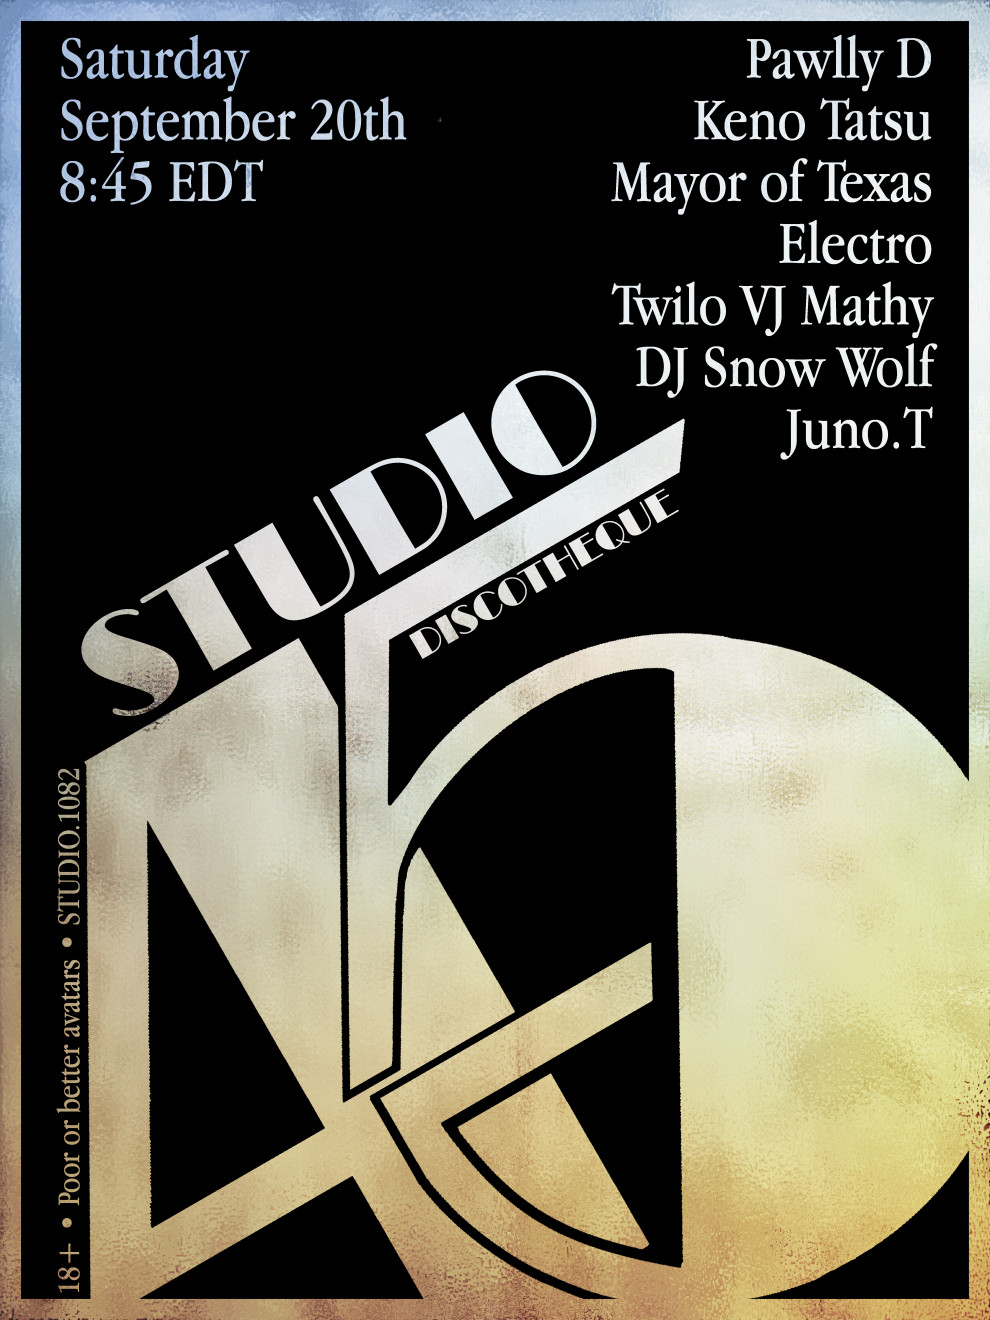 Saturday
September 20th
8:45 EDT
Pawlly D
Keno Tatsu
Mayor of Texas
Electro
Twilo VJ Mathy
DJ Snow Wolf
Juno.T
STUDIO
DISCOTHEQUE
45
18+ • Poor or better avatars • STUDIO.1082